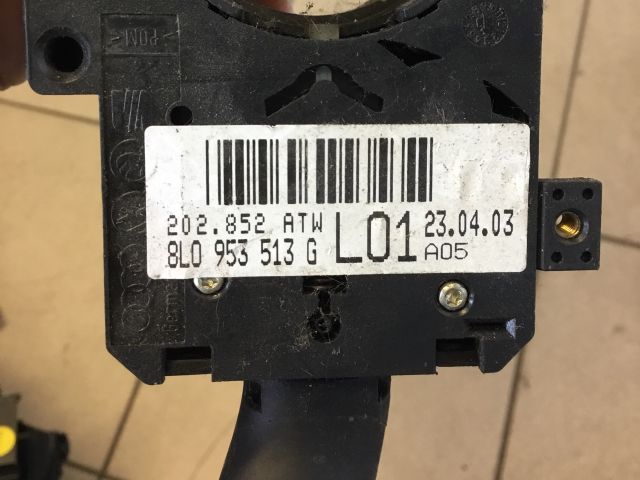 >POM<
202.852 ATW
8L0 953 513 G
L01
23.04.03
A05